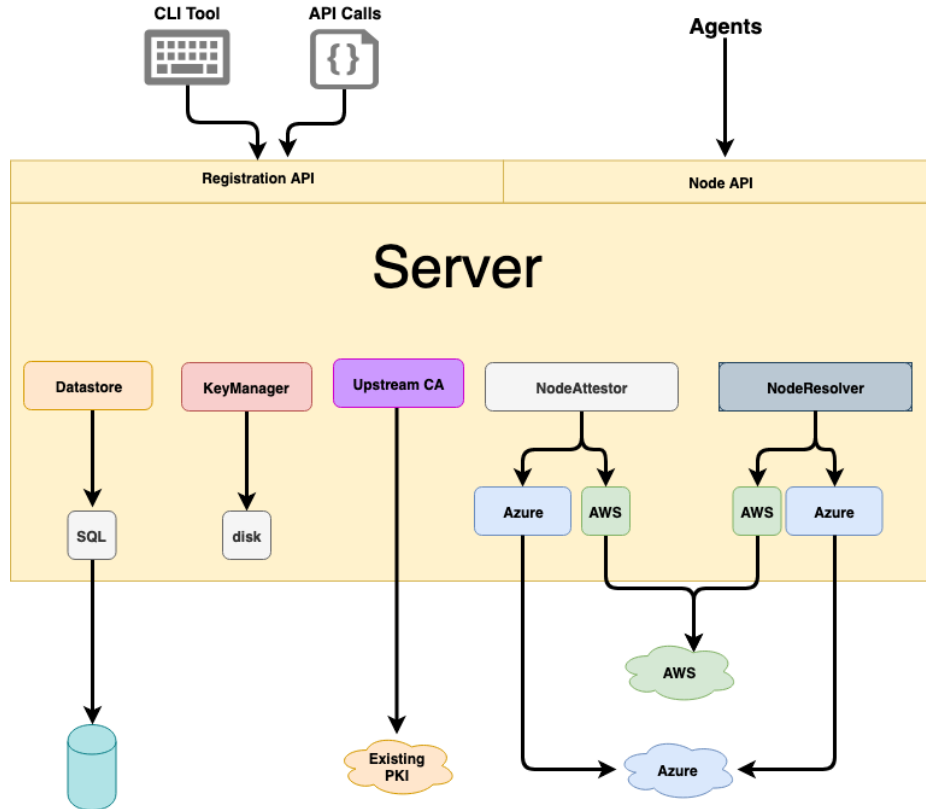 CLI Tool
API Calls
{}
Agents
Registration API
Node API
Server
Datastore
KeyManager
Upstream CA
NodeAttestor
NodeResolver
SQL
disk
Azure
AWS
AWS
Azure
AWS
Existing
PKI
Azure